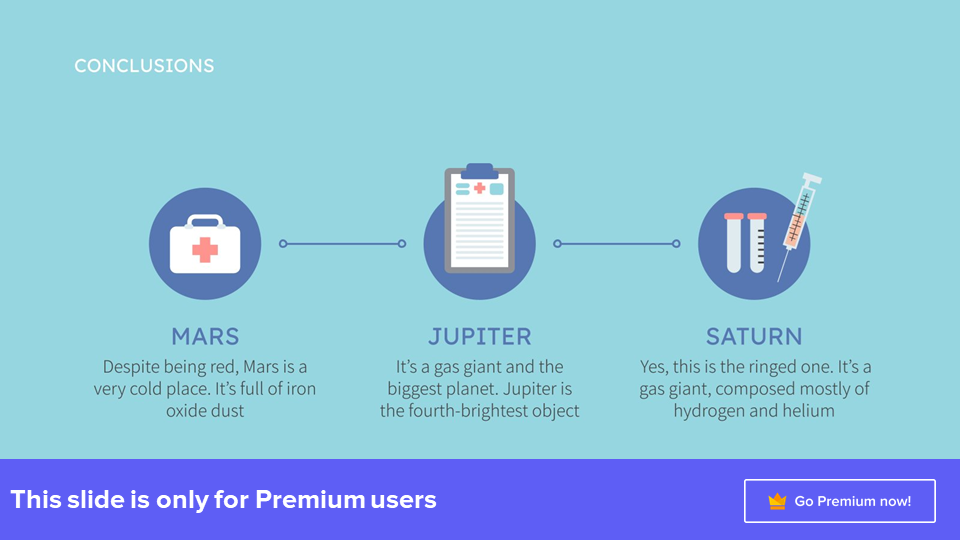 CONCLUSIONS
MARS
Despite being red, Mars is a
very cold place. It’s full of iron
oxide dust
JUPITER
It’s a gas giant and the
biggest planet. Jupiter is
the fourth-brightest object
SATURN
Yes, this is the ringed one. It’s a
gas giant, composed mostly of
hydrogen and helium
This slide is only for Premium users
Go Premium now!